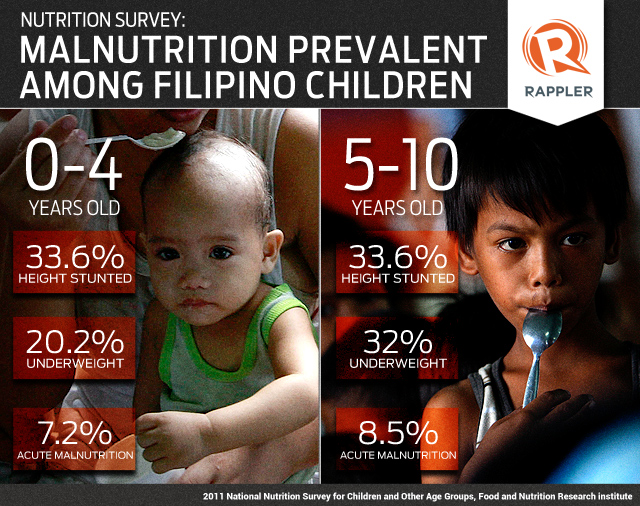 NUTRITION SURVEY:
MALNUTRITION PREVALENT
AMONG FILIPINO CHILDREN
R
RAPPLER
0-4
YEARS OLD
33.6%
HEIGHT STUNTED
20.2%
UNDERWEIGHT
7.2%
ACUTE MALNUTRITION
5-10
YEARS OLD
33.6%
HEIGHT STUNTED
32%
UNDERWEIGHT
8.5%
ACUTE MALNUTRITION
2011 National Nutrition Survey for Children and Other Age Groups, Food and Nutrition Research institute